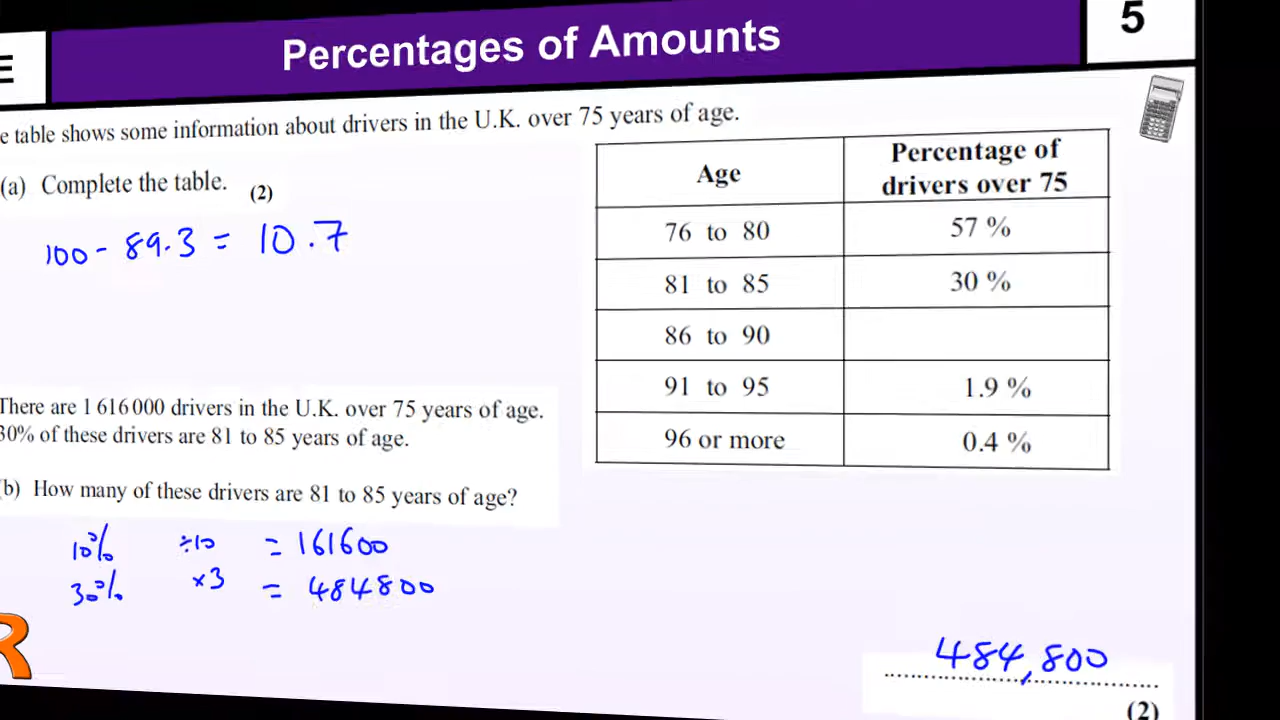 E
Percentages of Amounts
5
e table shows some information about drivers in the U.K. over 75 years of age.
(a) Complete the table. (2)
100 - 89.3 = 10.7
Age Percentage of drivers over 75
76 to 80 57 %
81 to 85 30 %
86 to 90
91 to 95 1.9 %
96 or more 0.4 %
There are 1 616 000 drivers in the U.K. over 75 years of age.
30% of these drivers are 81 to 85 years of age.
(b) How many of these drivers are 81 to 85 years of age?
10% ÷10 = 161600
30% ×3 = 484800
R
484,800
(2)